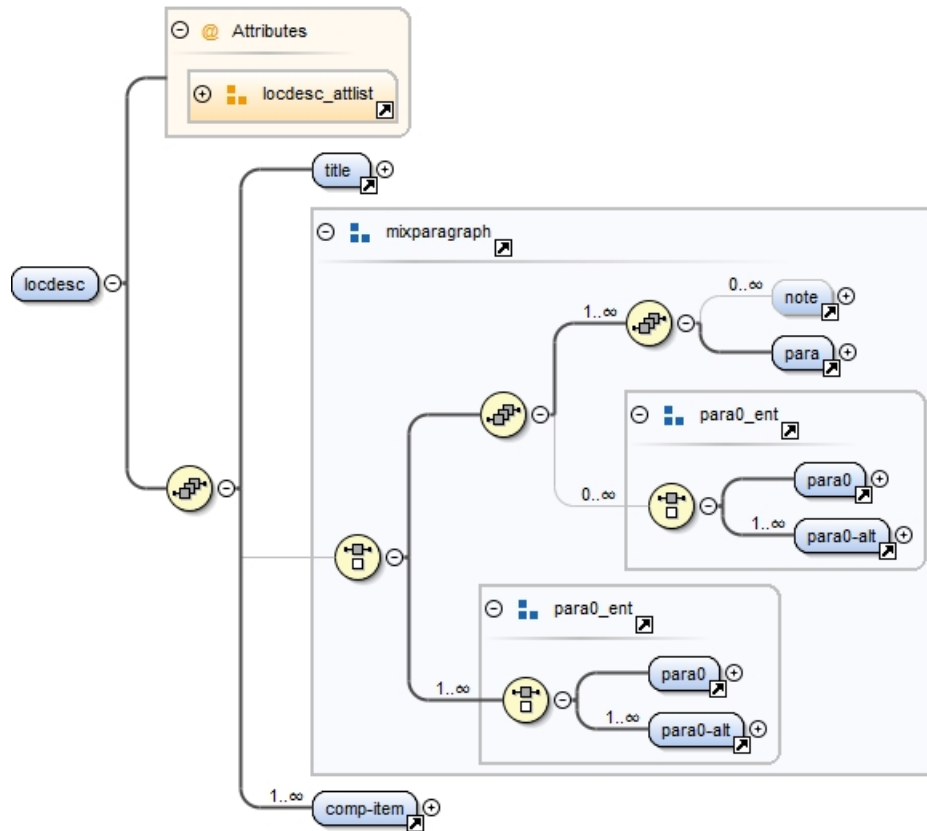 @ Attributes
locdesc_attlist
title
mixparagraph
locdesc
0..∞
note
1..∞
para
para0_ent
para0
0..∞
1..∞
para0-alt
para0_ent
para0
1..∞
1..∞
para0-alt
1..∞
comp-item